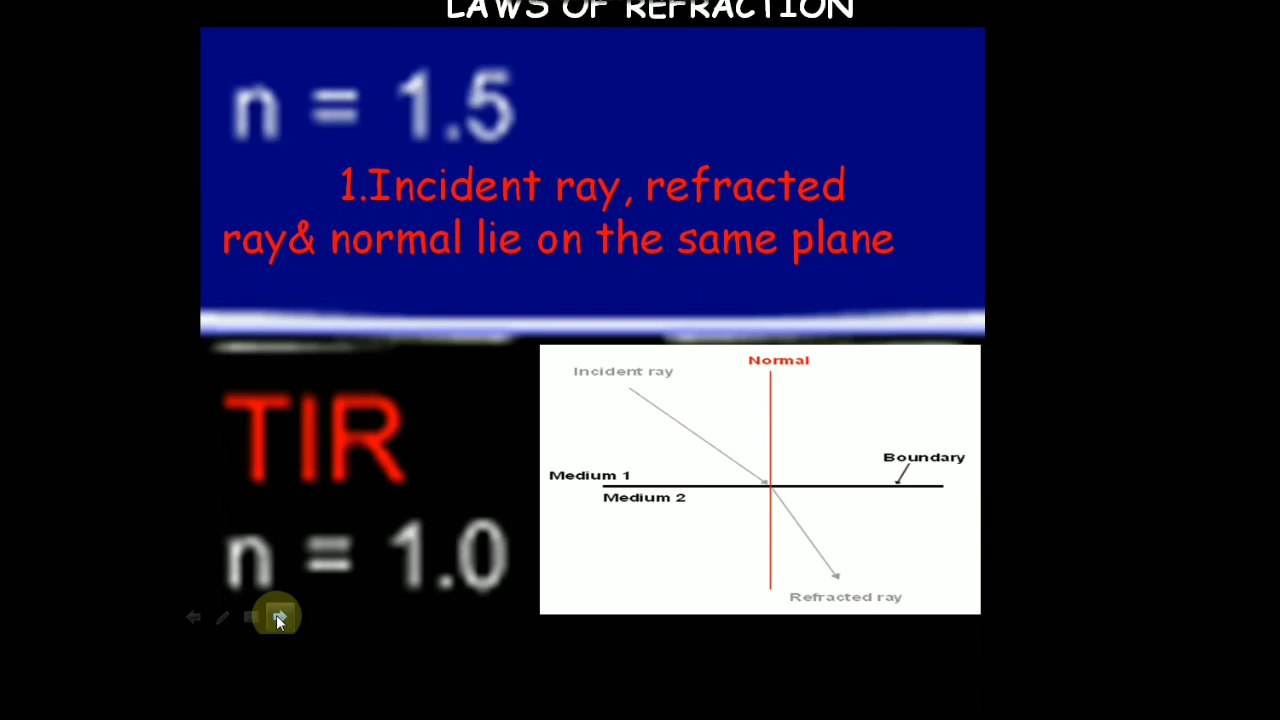 LAWS OF REFRACTION
n = 1.5
1.Incident ray, refracted
ray& normal lie on the same plane
TIR
n = 1.0
Normal
Incident ray
Boundary
Medium 1
Medium 2
Refracted ray